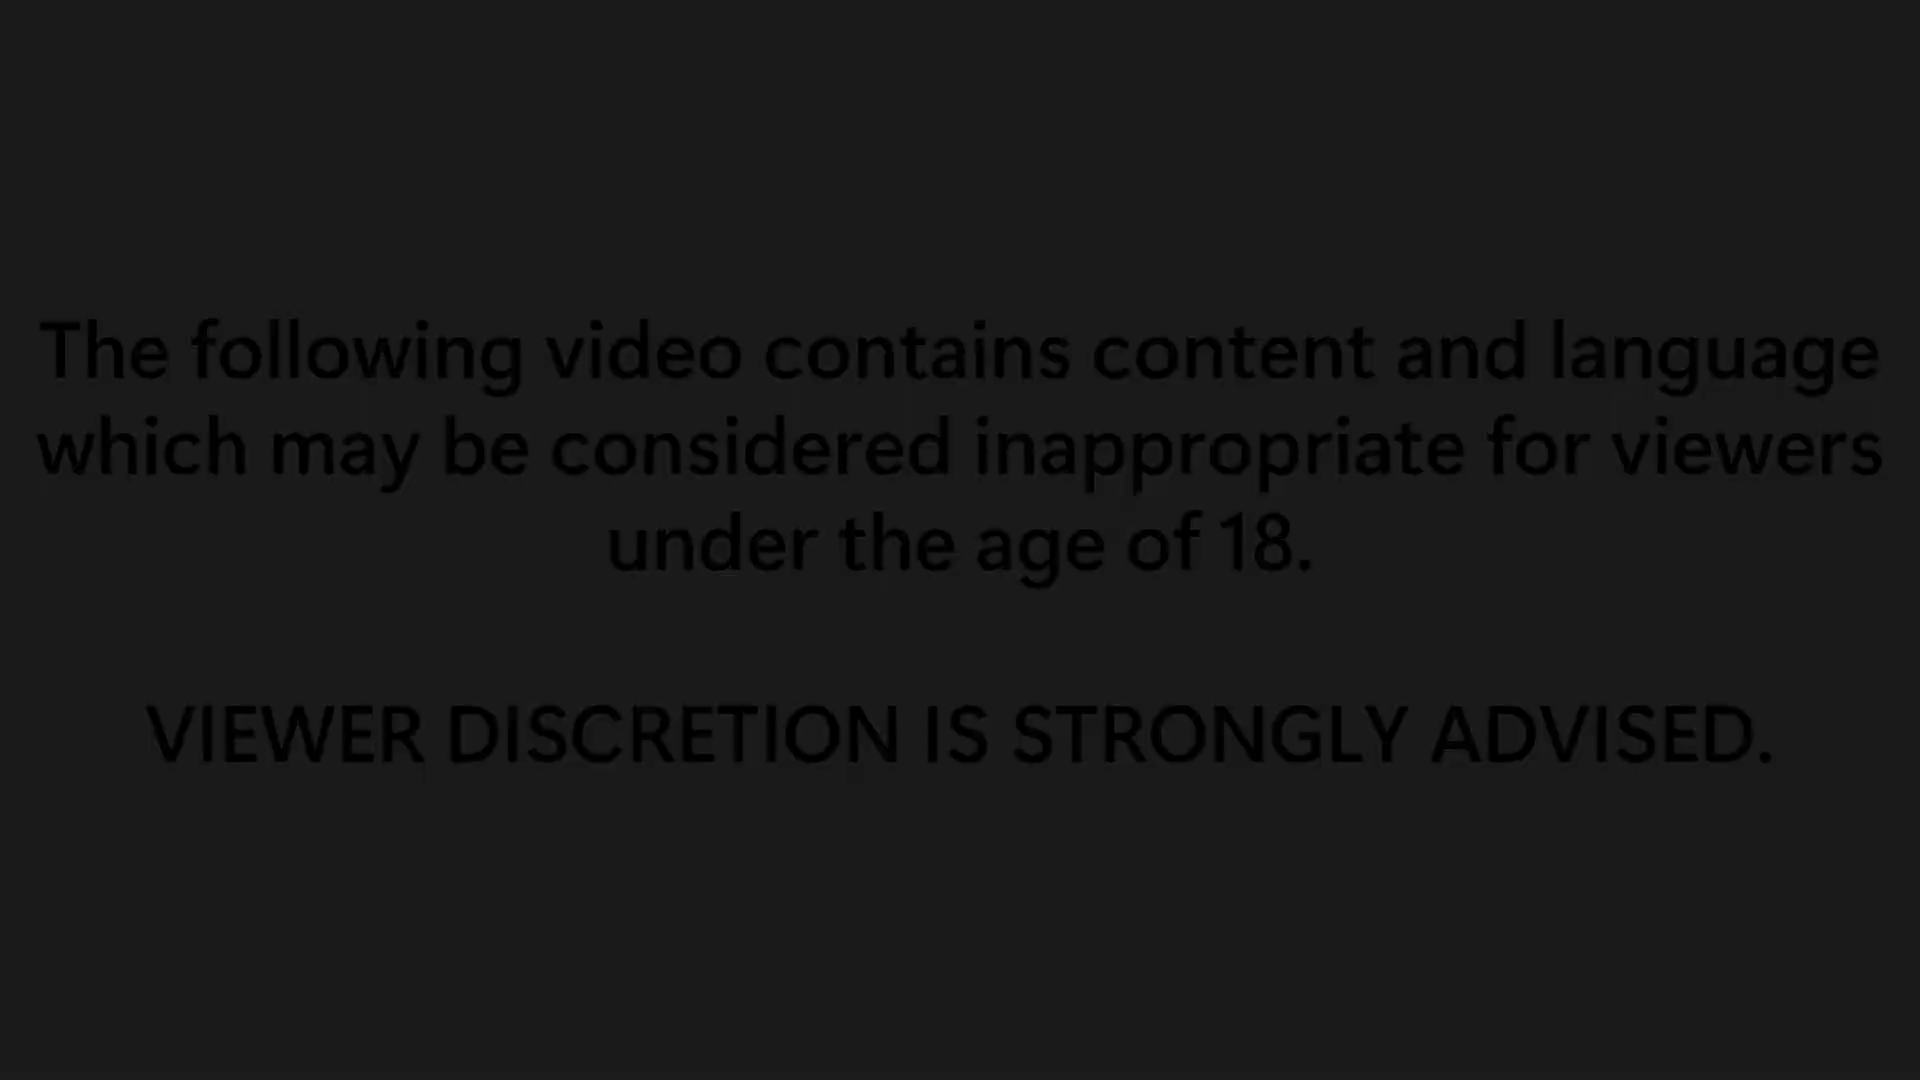 The following video contains content and language
which may be considered inappropriate for viewers
under the age of 18.
VIEWER DISCRETION IS STRONGLY ADVISED.